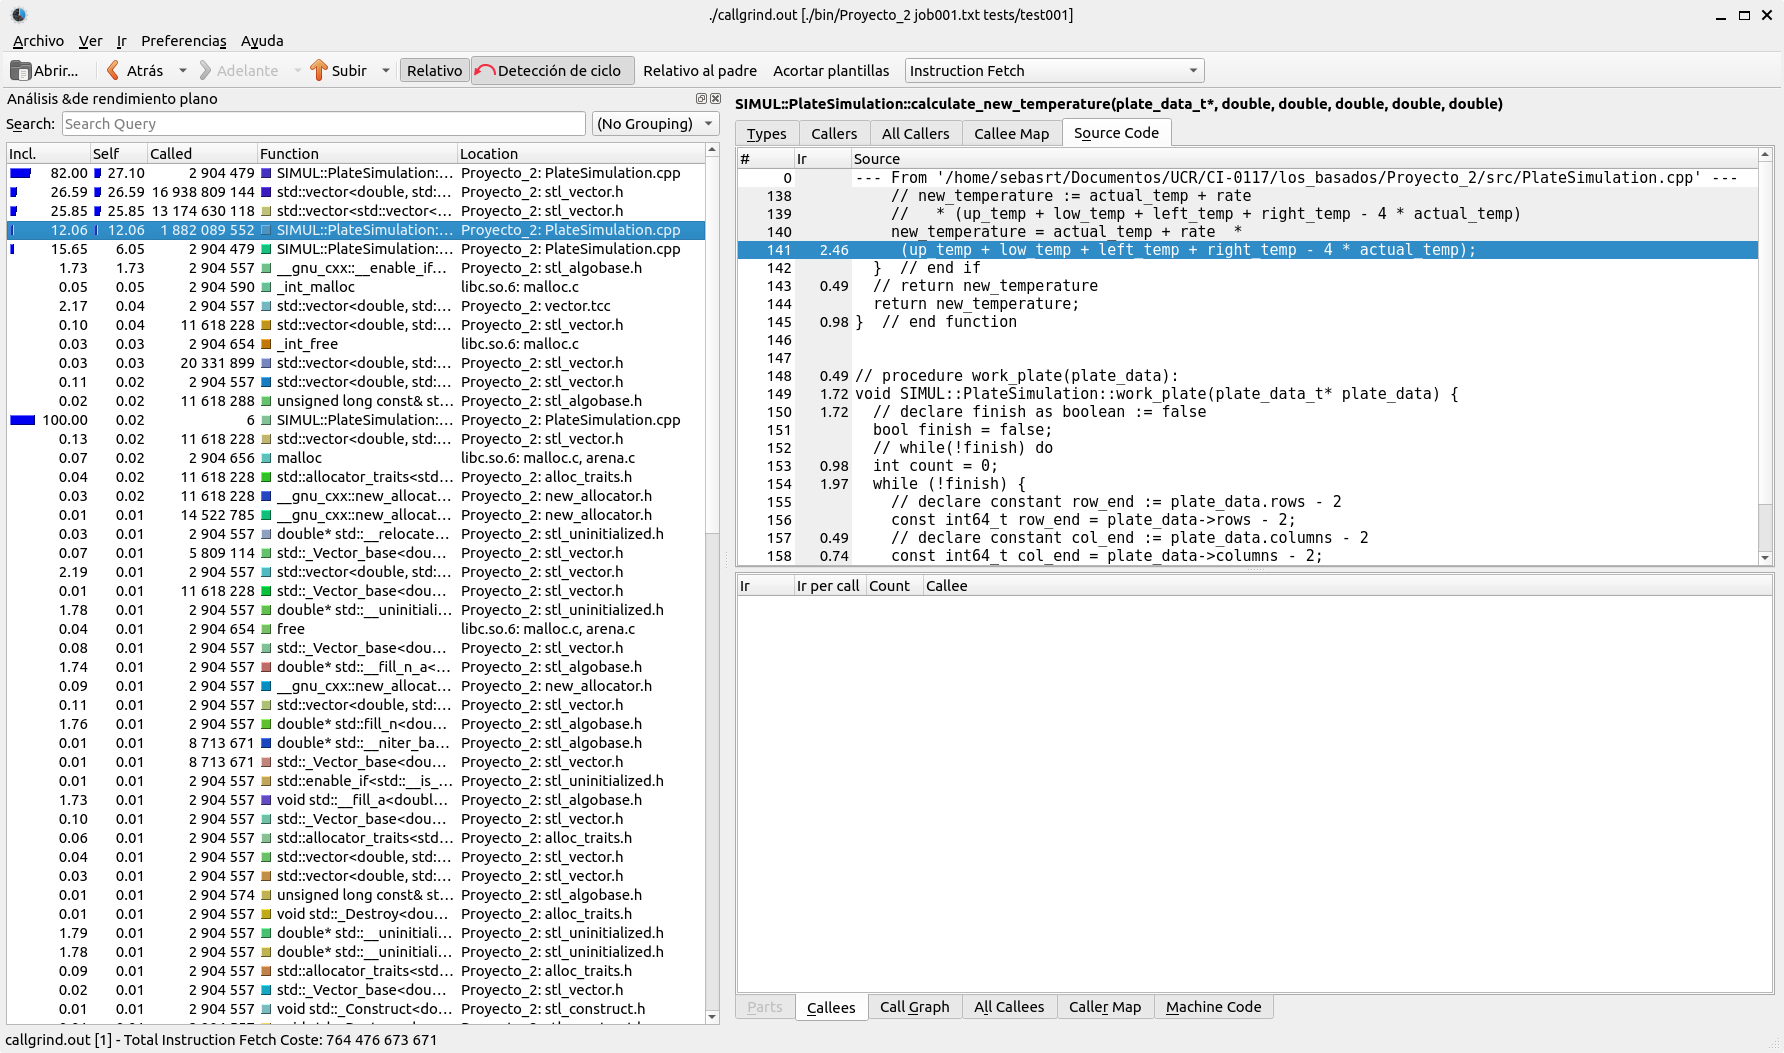 ./callgrind.out [./bin/Proyecto_2 job001.txt tests/test001]
Archivo Ver Ir Preferencias Ayuda
Abrir... Atrás Adelante Subir Relativo Detección de ciclo Relativo al padre Acortar plantillas Instruction Fetch
Análisis &de rendimiento plano
Search: Search Query (No Grouping)
Incl. Self Called Function Location
82.00 27.10 2 904 479 SIMUL::PlateSimulation:... Proyecto_2: PlateSimulation.cpp
26.59 26.59 16 938 809 144 std::vector<double, std:... Proyecto_2: stl_vector.h
25.85 25.85 13 174 630 118 std::vector<std::vector<... Proyecto_2: stl_vector.h
12.06 12.06 1 882 089 552 SIMUL::PlateSimulation:... Proyecto_2: PlateSimulation.cpp
15.65 6.05 2 904 479 SIMUL::PlateSimulation:... Proyecto_2: PlateSimulation.cpp
1.73 1.73 2 904 557 __gnu_cxx::__enable_if... Proyecto_2: stl_algobase.h
0.05 0.05 2 904 590 _int_malloc libc.so.6: malloc.c
2.17 0.04 2 904 557 std::vector<double, std:... Proyecto_2: vector.tcc
0.10 0.04 11 618 228 std::vector<double, std:... Proyecto_2: stl_vector.h
0.03 0.03 2 904 654 _int_free libc.so.6: malloc.c
0.03 0.03 20 331 899 std::vector<double, std:... Proyecto_2: stl_vector.h
0.11 0.02 2 904 557 std::vector<double, std:... Proyecto_2: stl_vector.h
0.02 0.02 11 618 288 unsigned long const& st... Proyecto_2: stl_algobase.h
100.00 0.02 6 SIMUL::PlateSimulation:... Proyecto_2: PlateSimulation.cpp
0.13 0.02 11 618 228 std::vector<double, std:... Proyecto_2: stl_vector.h
0.07 0.02 2 904 656 malloc libc.so.6: malloc.c, arena.c
0.04 0.02 11 618 228 std::allocator_traits<std... Proyecto_2: alloc_traits.h
0.03 0.02 11 618 228 __gnu_cxx::new_allocat... Proyecto_2: new_allocator.h
0.01 0.01 14 522 785 __gnu_cxx::new_allocat... Proyecto_2: new_allocator.h
0.03 0.01 2 904 557 double* std::__relocate... Proyecto_2: stl_uninitialized.h
0.07 0.01 5 809 114 std::_Vector_base<dou... Proyecto_2: stl_vector.h
2.19 0.01 2 904 557 std::vector<double, std:... Proyecto_2: stl_vector.h
0.01 0.01 11 618 228 std::_Vector_base<dou... Proyecto_2: stl_vector.h
1.78 0.01 2 904 557 double* std::__uninitiali... Proyecto_2: stl_uninitialized.h
0.04 0.01 2 904 654 free libc.so.6: malloc.c, arena.c
0.08 0.01 2 904 557 std::_Vector_base<dou... Proyecto_2: stl_vector.h
1.74 0.01 2 904 557 double* std::__fill_n_a<... Proyecto_2: stl_algobase.h
0.09 0.01 2 904 557 __gnu_cxx::new_allocat... Proyecto_2: new_allocator.h
0.11 0.01 2 904 557 std::vector<double, std:... Proyecto_2: stl_vector.h
1.76 0.01 2 904 557 double* std::fill_n<dou... Proyecto_2: stl_algobase.h
0.01 0.01 8 713 671 double* std::__niter_ba... Proyecto_2: stl_algobase.h
0.01 0.01 8 713 671 std::_Vector_base<dou... Proyecto_2: stl_vector.h
0.01 0.01 2 904 557 std::enable_if<std::__is_... Proyecto_2: stl_uninitialized.h
1.73 0.01 2 904 557 void std::__fill_a<doubl... Proyecto_2: stl_algobase.h
0.10 0.01 2 904 557 std::_Vector_base<dou... Proyecto_2: stl_vector.h
0.06 0.01 2 904 557 std::allocator_traits<std... Proyecto_2: alloc_traits.h
0.04 0.01 2 904 557 std::vector<double, std:... Proyecto_2: stl_vector.h
0.03 0.01 2 904 557 std::vector<double, std:... Proyecto_2: stl_vector.h
0.01 0.01 2 904 574 unsigned long const& st... Proyecto_2: stl_algobase.h
0.01 0.01 2 904 557 void std::_Destroy<dou... Proyecto_2: alloc_traits.h
1.79 0.01 2 904 557 double* std::__uninitiali... Proyecto_2: stl_uninitialized.h
1.78 0.01 2 904 557 double* std::__uninitiali... Proyecto_2: stl_uninitialized.h
0.09 0.01 2 904 557 std::allocator_traits<std... Proyecto_2: alloc_traits.h
0.02 0.01 2 904 557 std::_Vector_base<dou... Proyecto_2: stl_vector.h
0.01 0.01 2 904 557 void std::_Construct<do... Proyecto_2: stl_construct.h
SIMUL::PlateSimulation::calculate_new_temperature(plate_data_t*, double, double, double, double, double)
Types Callers All Callers Callee Map Source Code
# Ir Source
0 --- From '/home/sebasrt/Documentos/UCR/CI-0117/los_basados/Proyecto_2/src/PlateSimulation.cpp' ---
138 // new_temperature := actual_temp + rate
139 // * (up_temp + low_temp + left_temp + right_temp - 4 * actual_temp)
140 new_temperature = actual_temp + rate *
141 2.46 (up_temp + low_temp + left_temp + right_temp - 4 * actual_temp);
142 } // end if
143 0.49 // return new_temperature
144 return new_temperature;
145 0.98 } // end function
146
147
148 0.49 // procedure work_plate(plate_data):
149 1.72 void SIMUL::PlateSimulation::work_plate(plate_data_t* plate_data) {
150 1.72 // declare finish as boolean := false
151 bool finish = false;
152 // while(!finish) do
153 0.98 int count = 0;
154 1.97 while (!finish) {
155 // declare constant row_end := plate_data.rows - 2
156 const int64_t row_end = plate_data->rows - 2;
157 0.49 // declare constant col_end := plate_data.columns - 2
158 0.74 const int64_t col_end = plate_data->columns - 2;
Ir Ir per call Count Callee
Parts Callees Call Graph All Callees Caller Map Machine Code
callgrind.out [1] - Total Instruction Fetch Coste: 764 476 673 671